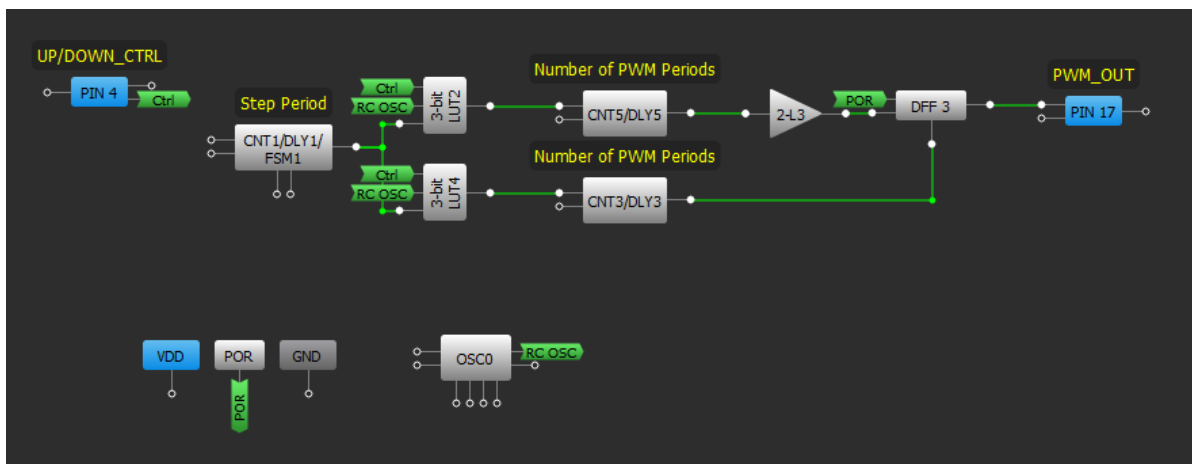 UP/DOWN_CTRL
PIN 4
Ctrl
Step Period
CNT1/DLY1/
FSM1
Ctrl
RC OSC
3-bit
LUT2
Ctrl
RC OSC
3-bit
LUT4
Number of PWM Periods
CNT5/DLY5
Number of PWM Periods
CNT3/DLY3
2-L3
POR
DFF 3
PWM_OUT
PIN 17
VDD
POR
POR
GND
OSC0
RC OSC